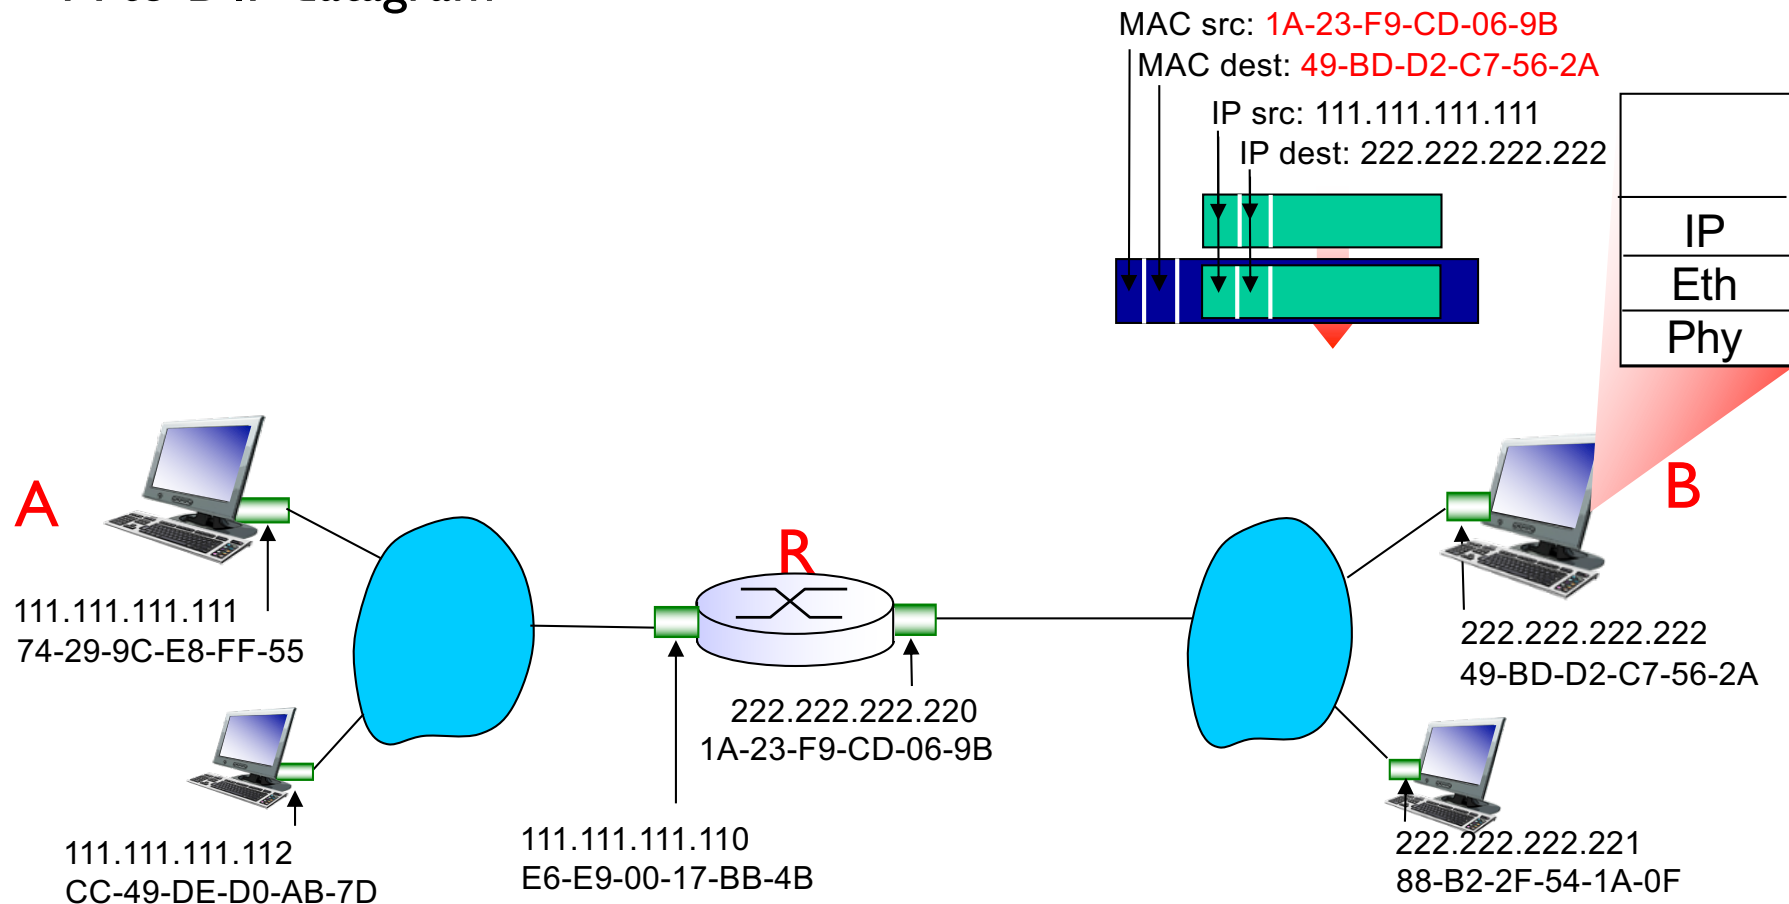 MAC src: 1A-23-F9-CD-06-9B
MAC dest: 49-BD-D2-C7-56-2A
IP src: 111.111.111.111
IP dest: 222.222.222.222
IP
Eth
Phy
A
B
R
111.111.111.111
74-29-9C-E8-FF-55
222.222.222.222
49-BD-D2-C7-56-2A
222.222.222.220
1A-23-F9-CD-06-9B
111.111.111.112
CC-49-DE-D0-AB-7D
111.111.111.110
E6-E9-00-17-BB-4B
222.222.222.221
88-B2-2F-54-1A-0F